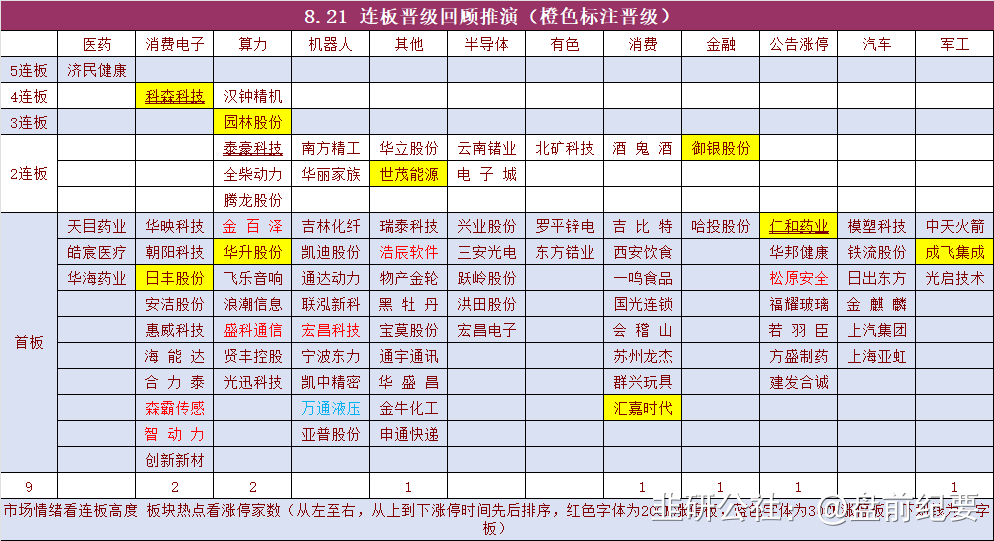 8.21 连板晋级回顾推演（橙色标注晋级）
医药 消费电子 算力 机器人 其他 半导体 有色 消费 金融 公告涨停 汽车 军工
5连板 济民健康
4连板 科森科技 汉钟精机
3连板 园林股份
泰豪科技 南方精工 华立股份 云南锗业 北矿科技 酒鬼酒 御银股份
2连板 全柴动力 华丽家族 世茂能源 电子城
腾龙股份
天目药业 华映科技 金百泽 吉林化纤 瑞泰科技 兴业股份 罗平锌电 吉比特 哈投股份 仁和药业 模塑科技 中天火箭
皓宸医疗 朝阳科技 华升股份 凯迪股份 浩辰软件 三安光电 东方锆业 西安饮食 华邦健康 铁流股份 成飞集成
华海药业 日丰股份 飞乐音响 通达动力 物产金轮 跃岭股份 一鸣食品 松原安全 日出东方 光启技术
安洁股份 浪潮信息 联泓新科 黑牡丹 洪田股份 国光连锁 福耀玻璃 金麒麟
惠威科技 盛科通信 宏昌科技 宝莫股份 宏昌电子 会稽山 若羽臣 上汽集团
首板 海能达 贤丰控股 宁波东力 通宇通讯 苏州龙杰 方盛制药 上海亚虹
合力泰 光迅科技 凯中精密 华盛昌 群兴玩具 建发合诚
森霸传感 万通液压 金牛化工 汇嘉时代
智动力 亚普股份 申通快递
创新新材
9 2 2 1 1 1 1 1
市场情绪看连板高度 板块热点看涨停家数（从左至右，从上到下涨停时间先后排序，红色字体为20%涨停板，蓝色字体为30%涨停板，下划线为一字板）
韭研公社：@盘前纪要